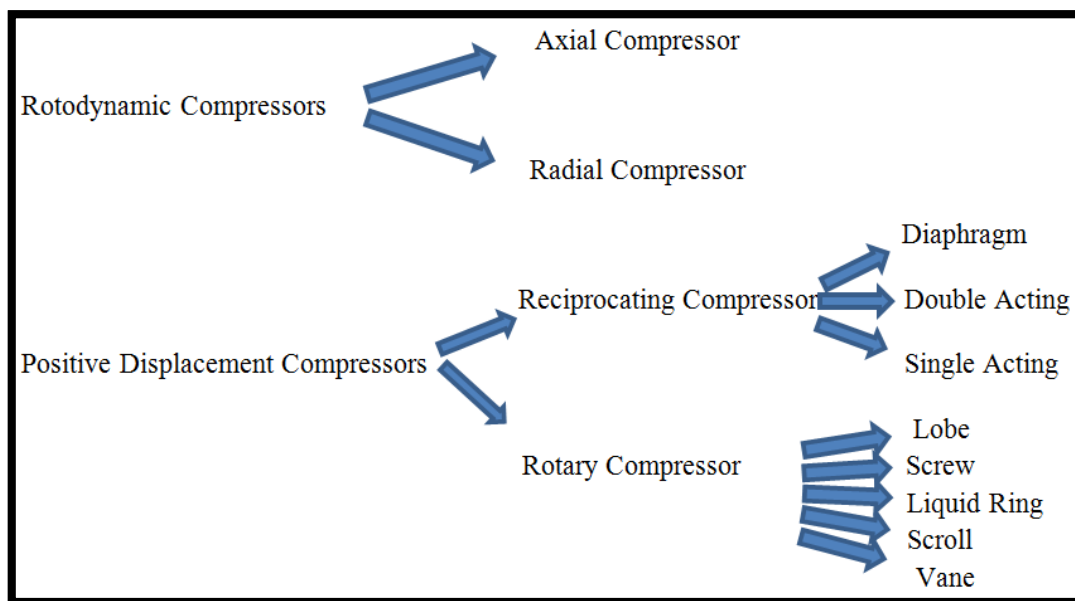 Axial Compressor
Rotodynamic Compressors
Radial Compressor
Diaphragm
Reciprocating Compressor
Double Acting
Positive Displacement Compressors
Single Acting
Lobe
Rotary Compressor
Screw
Liquid Ring
Scroll
Vane